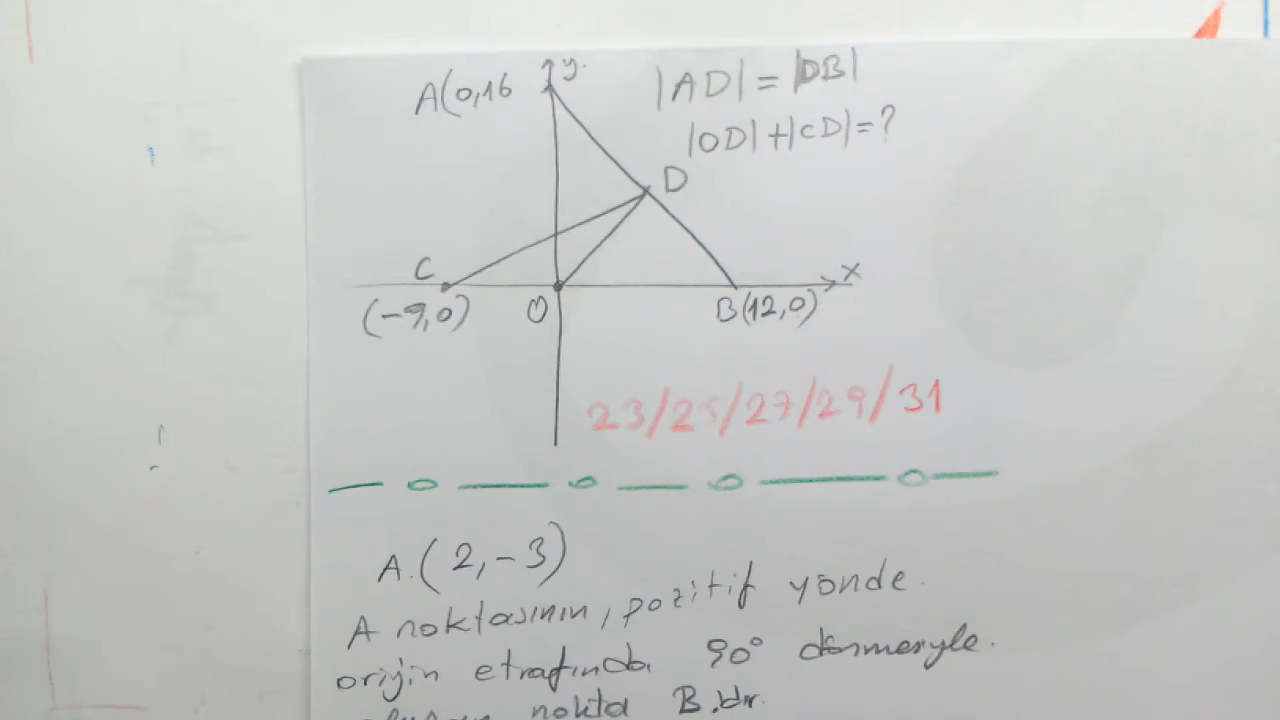 A(0,16
y
|AD| = |DB|
|OD| + |CD| = ?
D
C
x
(-9,0)
O
B(12,0)
23/25/27/29/31
A.(2,-3)
A noktasının, pozitif yönde.
orijin etrafında 90° dönmesiyle.
nokta B.dir.